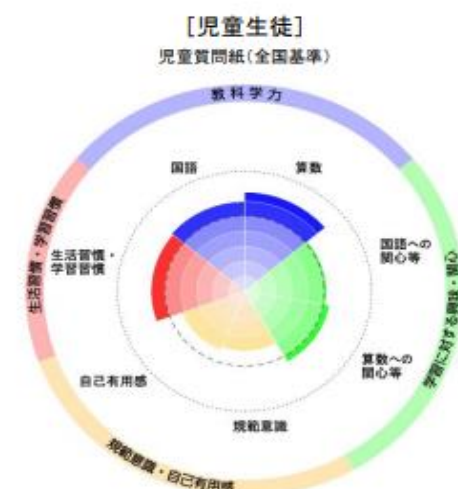 [児童生徒]
児童質問紙(全国基準)
教科学力
国語
算数
生活習慣・学習習慣
生活習慣・
学習習慣
国語への
関心等
学習に対する興味・関心
算数への
関心等
自己有用感
規範意識
規範意識・自己有用感